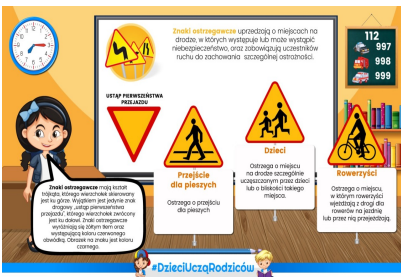 Znaki ostrzegawcze uprzedzają o miejscach na
drodze, w których występuje lub może wystąpić
niebezpieczeństwo, oraz zobowiązują uczestników
ruchu do zachowania szczególnej ostrożności.
112
997
998
999
USTĄP PIERWSZEŃSTWA
PRZEJAZDU
Przejście
dla pieszych
Ostrzega o przejściu
dla pieszych
Dzieci
Ostrzega o miejscu
na drodze szczególnie
uczęszczanym przez dzieci
lub o bliskości takiego
miejsca.
Rowerzyści
Ostrzega o miejscu,
w którym rowerzyści
wjeżdżają z drogi dla
rowerów na jezdnię
lub przez nią przejeżdżają.
Znaki ostrzegawcze mają kształt
trójkąta, którego wierzchołek skierowany
jest ku górze. Wyjątkiem jest jedynie znak
drogowy „ustąp pierwszeństwa
przejazdu", którego wierzchołek zwrócony
jest ku dołowi. Znaki ostrzegawcze
wyróżniają się żółtym tłem oraz
występującą koloru czerwonego
obwódką. Obrazek na znaku jest koloru
czarnego.
#DzieciUcząRodziców